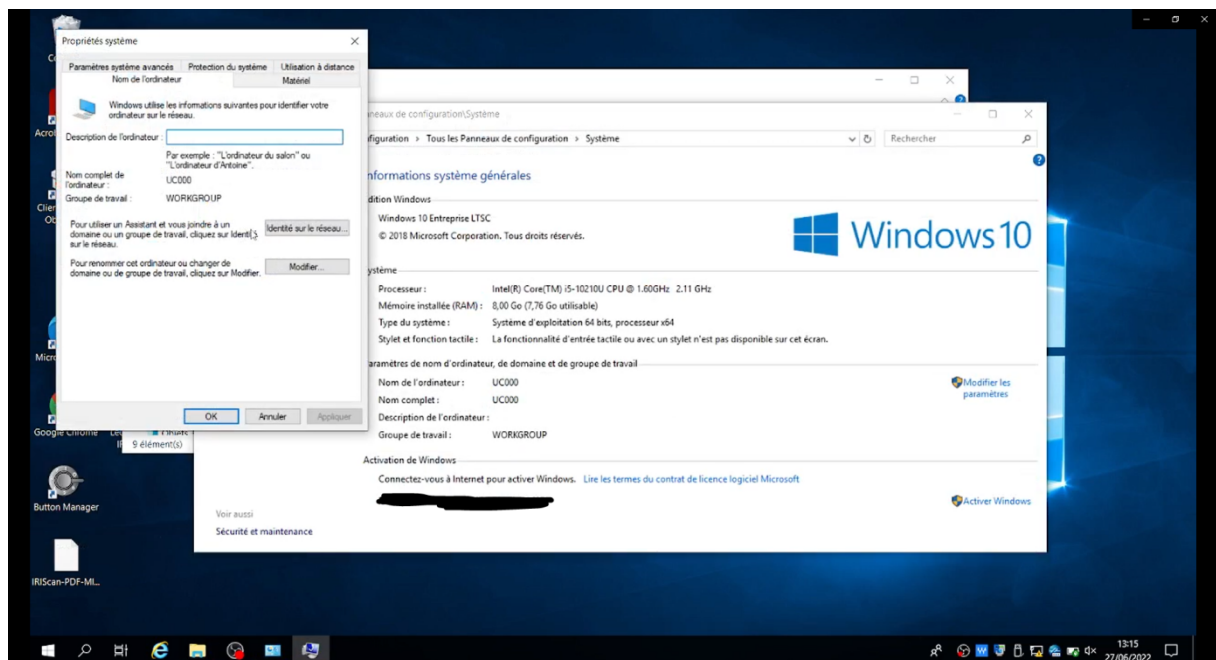 Propriétés système
Paramètres système avancés Protection du système Utilisation à distance
Nom de l'ordinateur Matériel
Windows utilise les informations suivantes pour identifier votre
ordinateur sur le réseau.
Description de l'ordinateur :
Par exemple : "L'ordinateur du salon" ou
"L'ordinateur d'Antoine".
Nom complet de
l'ordinateur :
UC000
Groupe de travail : WORKGROUP
Pour utiliser un Assistant et vous joindre à un
domaine ou un groupe de travail, cliquez sur
sur le réseau.
Identité sur le réseau...
Pour renommer cet ordinateur ou changer de
domaine ou de groupe de travail, cliquez sur Modifier.
Modifier...
OK Annuler Appliquer
neaux de configuration\Système
figuration > Tous les Panneaux de configuration > Système
Rechercher
nformations système générales
dition Windows
Windows 10 Entreprise LTSC
© 2018 Microsoft Corporation. Tous droits réservés.
Windows 10
ystème
Processeur : Intel(R) Core(TM) i5-10210U CPU @ 1.60GHz 2.11 GHz
Mémoire installée (RAM) : 8,00 Go (7,76 Go utilisable)
Type du système : Système d'exploitation 64 bits, processeur x64
Stylet et fonction tactile : La fonctionnalité d'entrée tactile ou avec un stylet n'est pas disponible sur cet écran.
aramètres de nom d'ordinateur, de domaine et de groupe de travail
Nom de l'ordinateur : UC000
Nom complet : UC000
Description de l'ordinateur :
Groupe de travail : WORKGROUP
Modifier les
paramètres
Activation de Windows
Connectez-vous à Internet pour activer Windows. Lire les termes du contrat de licence logiciel Microsoft
Activer Windows
Voir aussi
Sécurité et maintenance
Acro
Clie
Micro
Google Chrome
9 élément(s)
Button Manager
IRIScan-PDF-MI...
13:15
27/06/2022